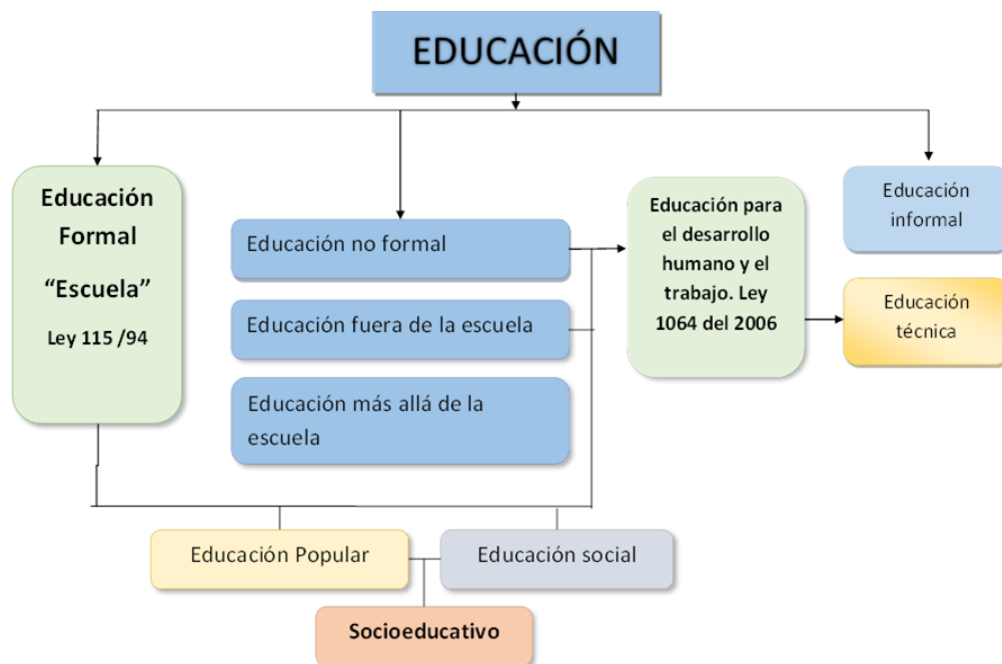 EDUCACIÓN
Educación
Formal
“Escuela”
Ley 115 /94
Educación no formal
Educación fuera de la escuela
Educación más allá de la
escuela
Educación para
el desarrollo
humano y el
trabajo. Ley
1064 del 2006
Educación
informal
Educación
técnica
Educación Popular
Educación social
Socioeducativo